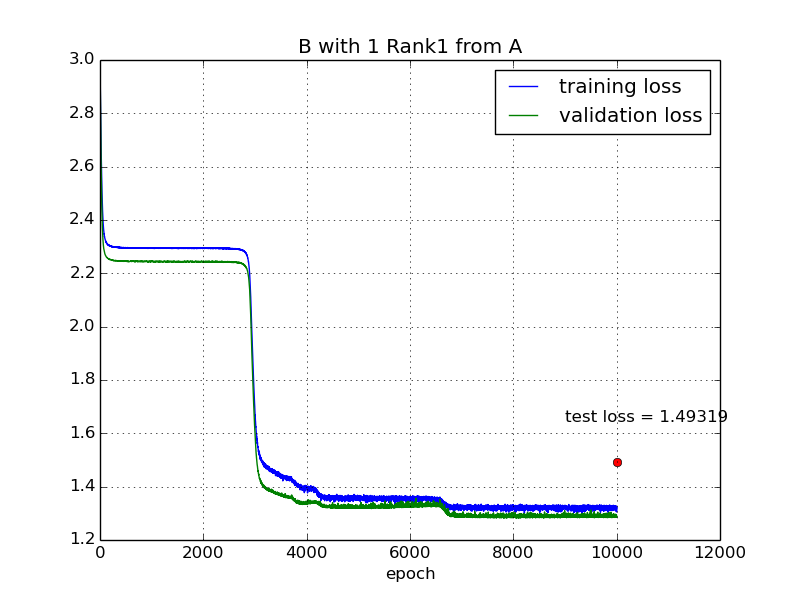 B with 1 Rank1 from A
3.0
2.8
2.6
2.4
2.2
2.0
1.8
1.6
1.4
1.2
training loss
validation loss
test loss = 1.49319
0 2000 4000 6000 8000 10000 12000
epoch